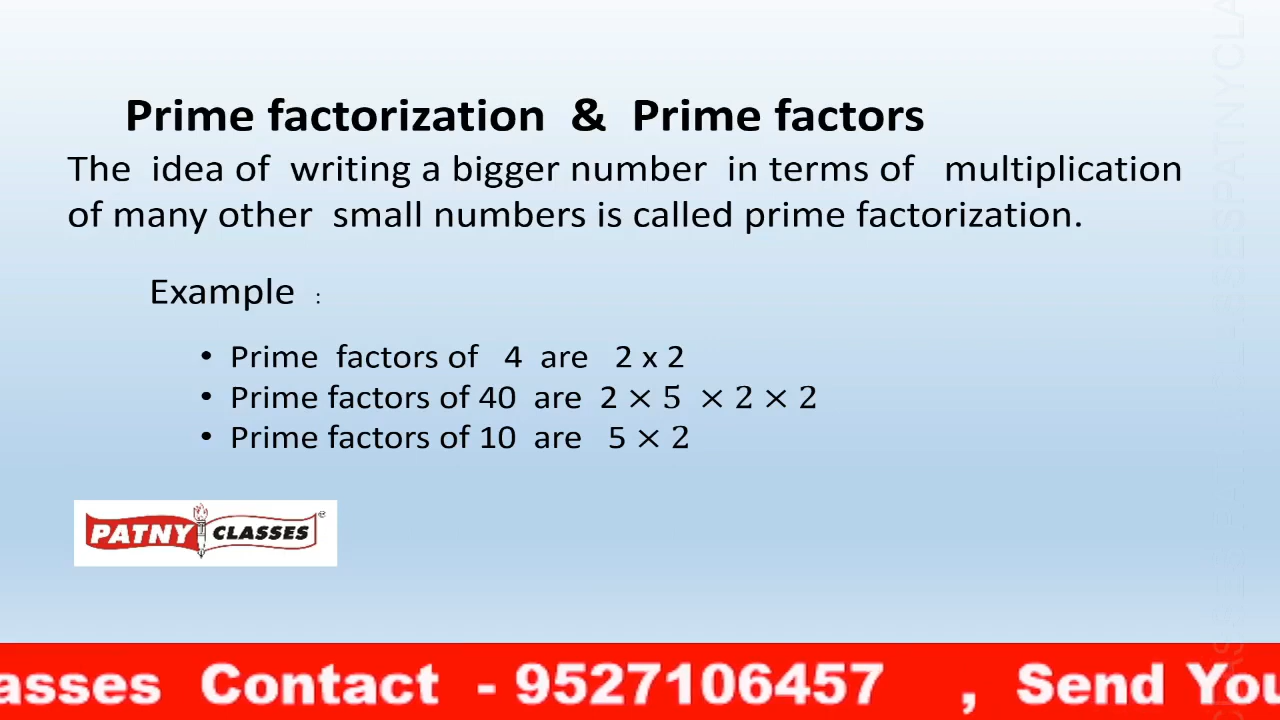 Prime factorization & Prime factors
The idea of writing a bigger number in terms of multiplication
of many other small numbers is called prime factorization.
Example :
• Prime factors of 4 are 2 x 2
• Prime factors of 40 are 2 × 5 × 2 × 2
• Prime factors of 10 are 5 × 2
PATNY CLASSES
asses Contact - 9527106457 , Send You